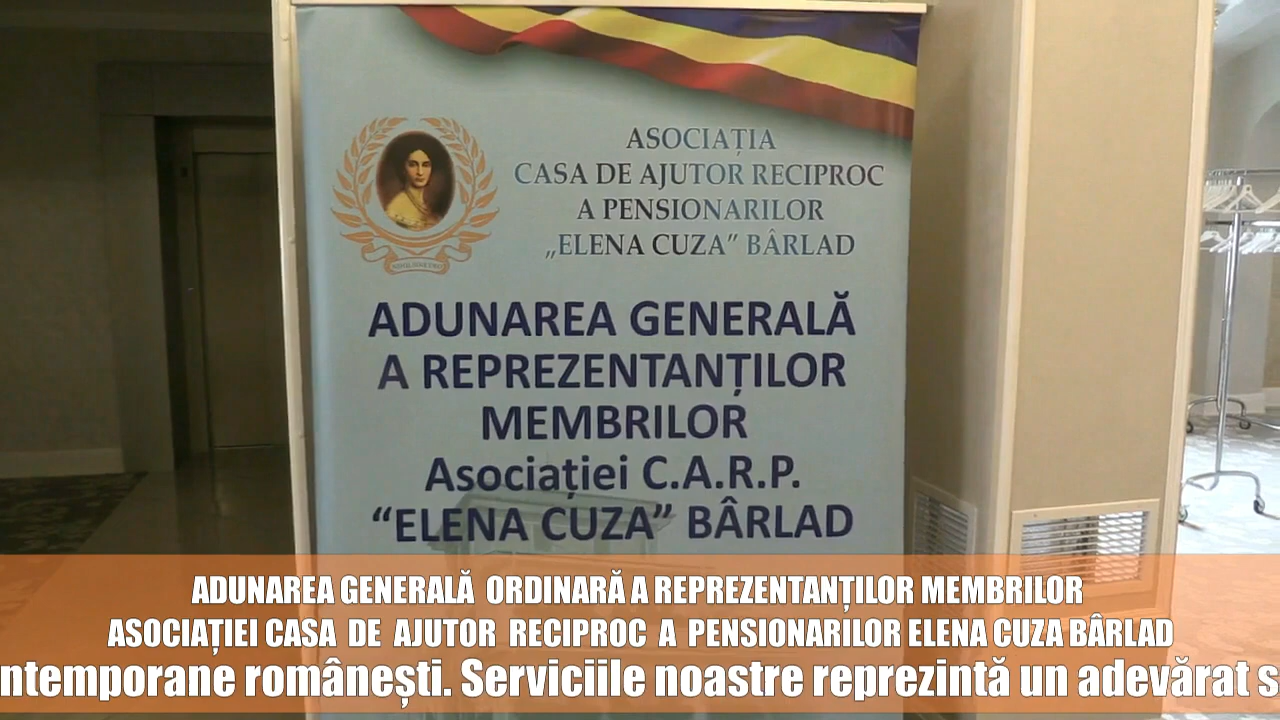 ASOCIAȚIA
CASA DE AJUTOR RECIPROC
A PENSIONARILOR
„ELENA CUZA” BÂRLAD
ADUNAREA GENERALĂ
A REPREZENTANȚILOR
MEMBRILOR
Asociației C.A.R.P.
“ELENA CUZA” BÂRLAD
ADUNAREA GENERALĂ ORDINARĂ A REPREZENTANȚILOR MEMBRILOR
ASOCIAȚIEI CASA DE AJUTOR RECIPROC A PENSIONARILOR ELENA CUZA BÂRLAD
ntemporane românești. Serviciile noastre reprezintă un adevărat s